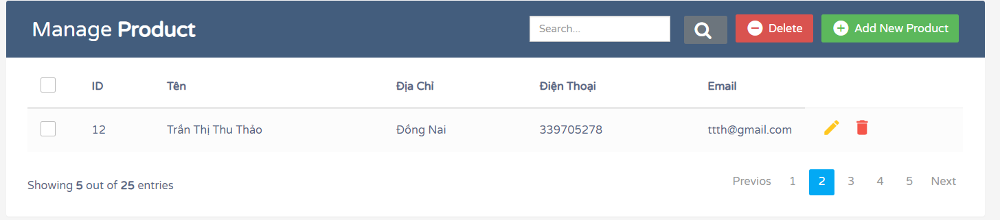 Manage Product Search... Delete Add New Product
ID Tên Địa Chỉ Điện Thoại Email
12 Trần Thị Thu Thảo Đồng Nai 339705278 ttth@gmail.com
Showing 5 out of 25 entries Previos 1 2 3 4 5 Next